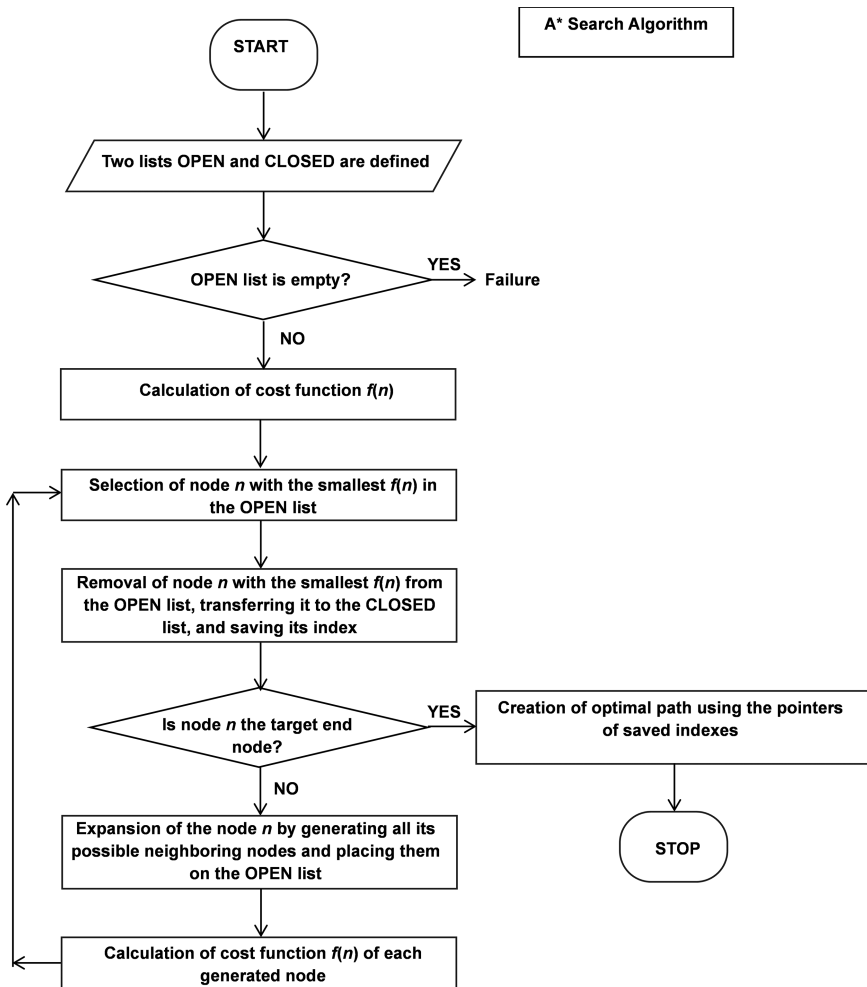 START
A* Search Algorithm
Two lists OPEN and CLOSED are defined
OPEN list is empty?
YES
Failure
NO
Calculation of cost function f(n)
Selection of node n with the smallest f(n) in
the OPEN list
Removal of node n with the smallest f(n) from
the OPEN list, transferring it to the CLOSED
list, and saving its index
Is node n the target end
node?
YES
Creation of optimal path using the pointers
of saved indexes
NO
STOP
Expansion of the node n by generating all its
possible neighboring nodes and placing them
on the OPEN list
Calculation of cost function f(n) of each
generated node